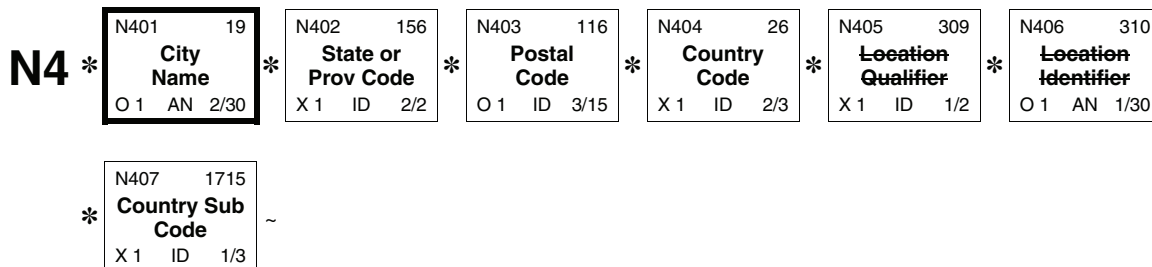 N401 19 N402 156 N403 116 N404 26 N405 309 N406 310
N4 * City * State or * Postal * Country * Location * Location
Name Prov Code Code Code Qualifier Identifier
O 1 AN 2/30 X 1 ID 2/2 O 1 ID 3/15 X 1 ID 2/3 X 1 ID 1/2 O 1 AN 1/30
N407 1715
* Country Sub ~
Code
X 1 ID 1/3